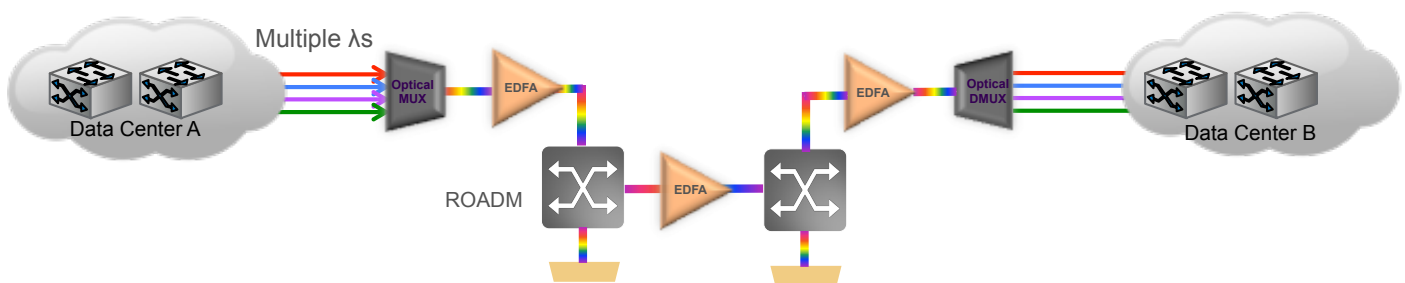 Multiple λs
Data Center A
Optical
MUX
EDFA
ROADM
EDFA
EDFA
Optical
DMUX
Data Center B